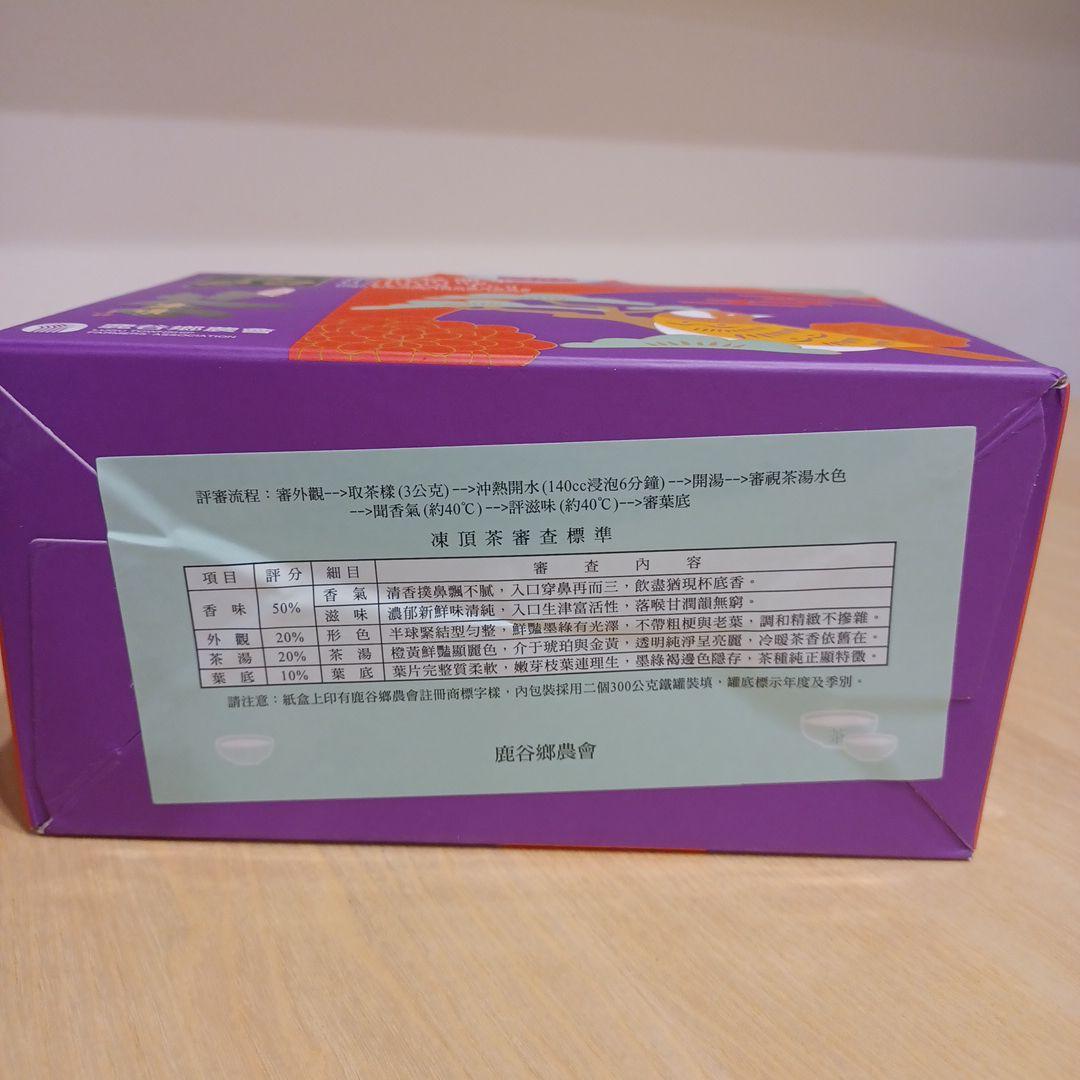 鹿谷鄉農會
ASSOCIATION
評審流程：審外觀-->取茶樣(3公克)-->沖熱開水(140cc浸泡6分鐘)-->開湯-->審視茶湯水色
-->聞香氣(約40℃)-->評滋味(約40℃)-->審葉底
凍頂茶審查標準
項目 評分 細目 審查內容
香味 50% 香氣 清香撲鼻飄不膩，入口穿鼻再而三，飲盡猶現杯底香。
滋味 濃郁新鮮味清純，入口生津富活性，落喉甘潤韻無窮。
外觀 20% 形色 半球緊結型勻整，鮮豔墨綠有光澤，不帶粗梗與老葉，調和精緻不摻雜。
茶湯 20% 茶湯 橙黃鮮豔顯麗色，介于琥珀與金黃，透明純淨呈亮麗，冷暖茶香依舊在。
葉底 10% 葉底 葉片完整質柔軟，嫩芽枝葉連理生，墨綠褐邊色隱存，茶種純正顯特徵。
請注意：紙盒上印有鹿谷鄉農會註冊商標字樣，內包裝採用二個300公克鐵罐裝填，罐底標示年度及季別。
茶
鹿谷鄉農會